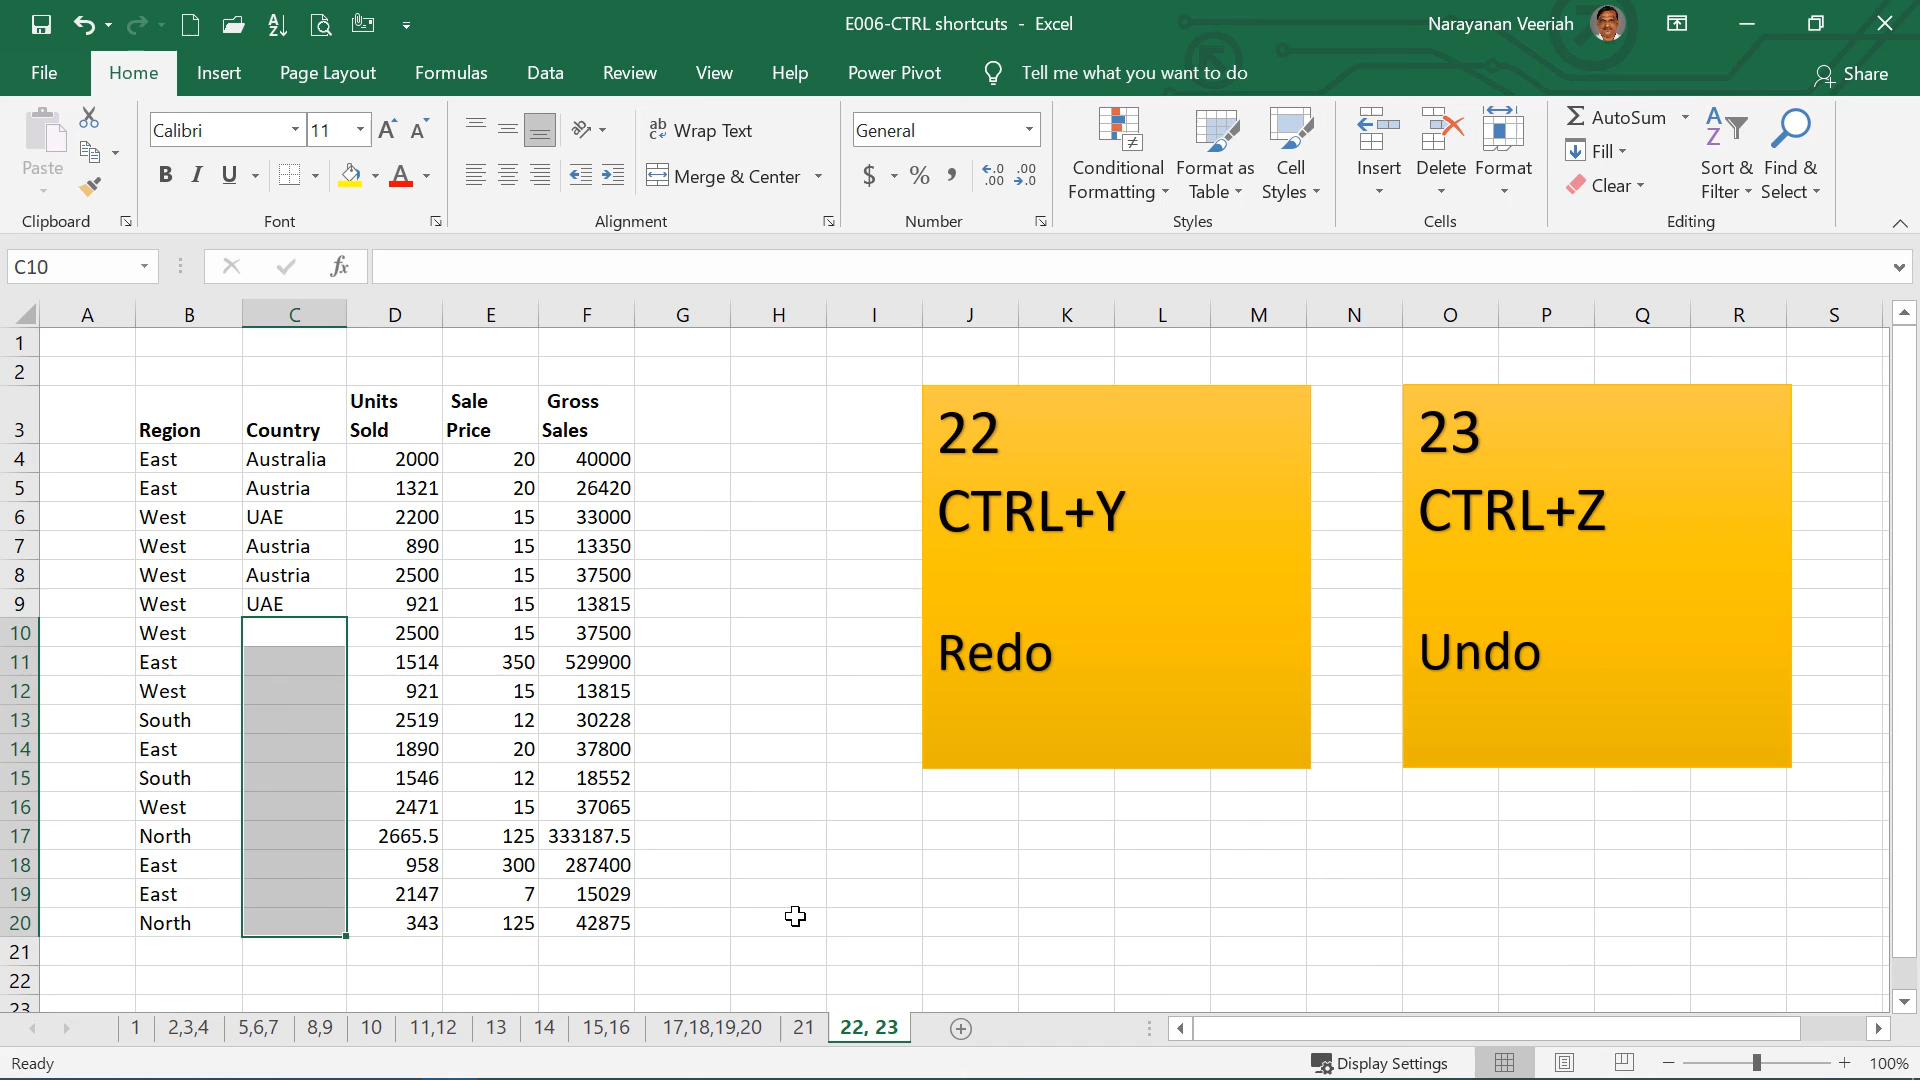 E006-CTRL shortcuts - Excel
Narayanan Veeriah
File Home Insert Page Layout Formulas Data Review View Help Power Pivot Tell me what you want to do Share
Paste
Clipboard
Calibri 11
B I U
Font
Wrap Text
Merge & Center
Alignment
General
$ % ,
Number
Conditional Formatting
Format as Table
Cell Styles
Styles
Insert Delete Format
Cells
AutoSum
Fill
Clear
Sort & Filter
Find & Select
Editing
C10 fx
A B C D E F G H I J K L M N O P Q R S
1
2
3 Region Country Units Sold Sale Price Gross Sales
4 East Australia 2000 20 40000
5 East Austria 1321 20 26420
6 West UAE 2200 15 33000
7 West Austria 890 15 13350
8 West Austria 2500 15 37500
9 West UAE 921 15 13815
10 West 2500 15 37500
11 East 1514 350 529900
12 West 921 15 13815
13 South 2519 12 30228
14 East 1890 20 37800
15 South 1546 12 18552
16 West 2471 15 37065
17 North 2665.5 125 333187.5
18 East 958 300 287400
19 East 2147 7 15029
20 North 343 125 42875
21
22
23
22
CTRL+Y
Redo
23
CTRL+Z
Undo
1 2,3,4 5,6,7 8,9 10 11,12 13 14 15,16 17,18,19,20 21 22, 23
Ready Display Settings 100%